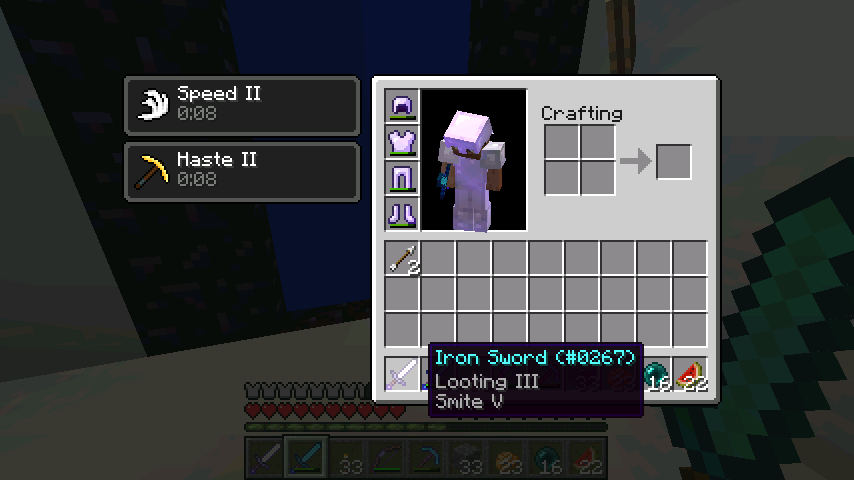 Speed II
0:08
Haste II
0:08
Crafting
2
Iron Sword (#0267)
Looting III
Smite V
16
22
33
33
23
16
22